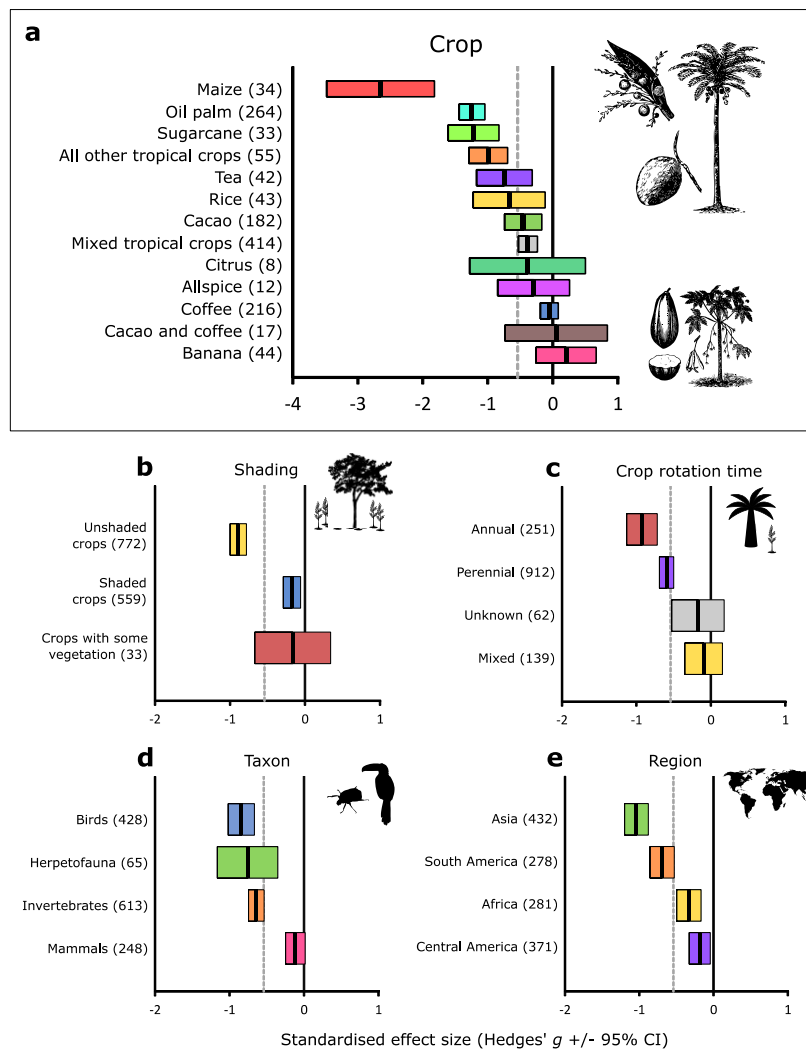 a
Crop
Maize (34)
Oil palm (264)
Sugarcane (33)
All other tropical crops (55)
Tea (42)
Rice (43)
Cacao (182)
Mixed tropical crops (414)
Citrus (8)
Allspice (12)
Coffee (216)
Cacao and coffee (17)
Banana (44)
-4 -3 -2 -1 0 1
b
Shading
Unshaded
crops (772)
Shaded
crops (559)
Crops with some
vegetation (33)
-2 -1 0 1
c
Crop rotation time
Annual (251)
Perennial (912)
Unknown (62)
Mixed (139)
-2 -1 0 1
d
Taxon
Birds (428)
Herpetofauna (65)
Invertebrates (613)
Mammals (248)
-2 -1 0 1
e
Region
Asia (432)
South America (278)
Africa (281)
Central America (371)
-2 -1 0 1
Standardised effect size (Hedges' g +/- 95% CI)